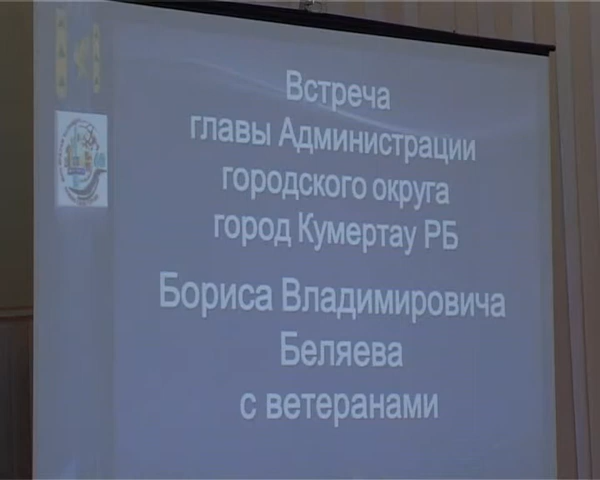 Встреча
главы Администрации
городского округа
город Кумертау РБ
Бориса Владимировича
Беляева
с ветеранами